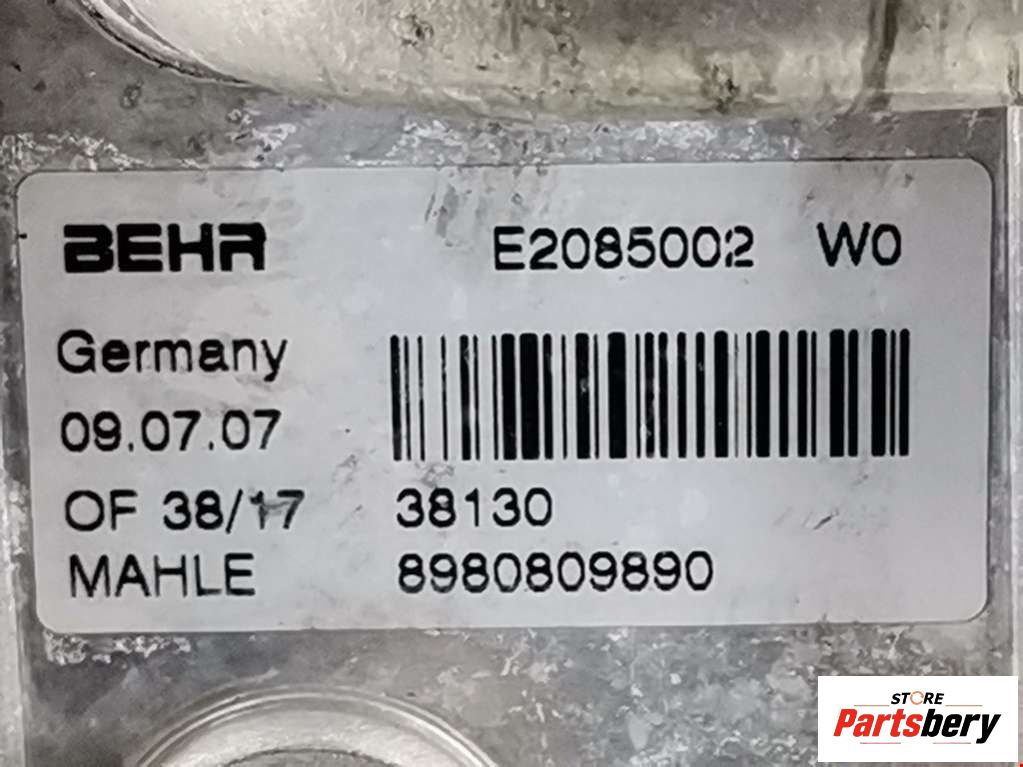 BEHR E2085002 W0
Germany
09.07.07
OF 38/17 38130
MAHLE 8980809890
STORE
Partsbery